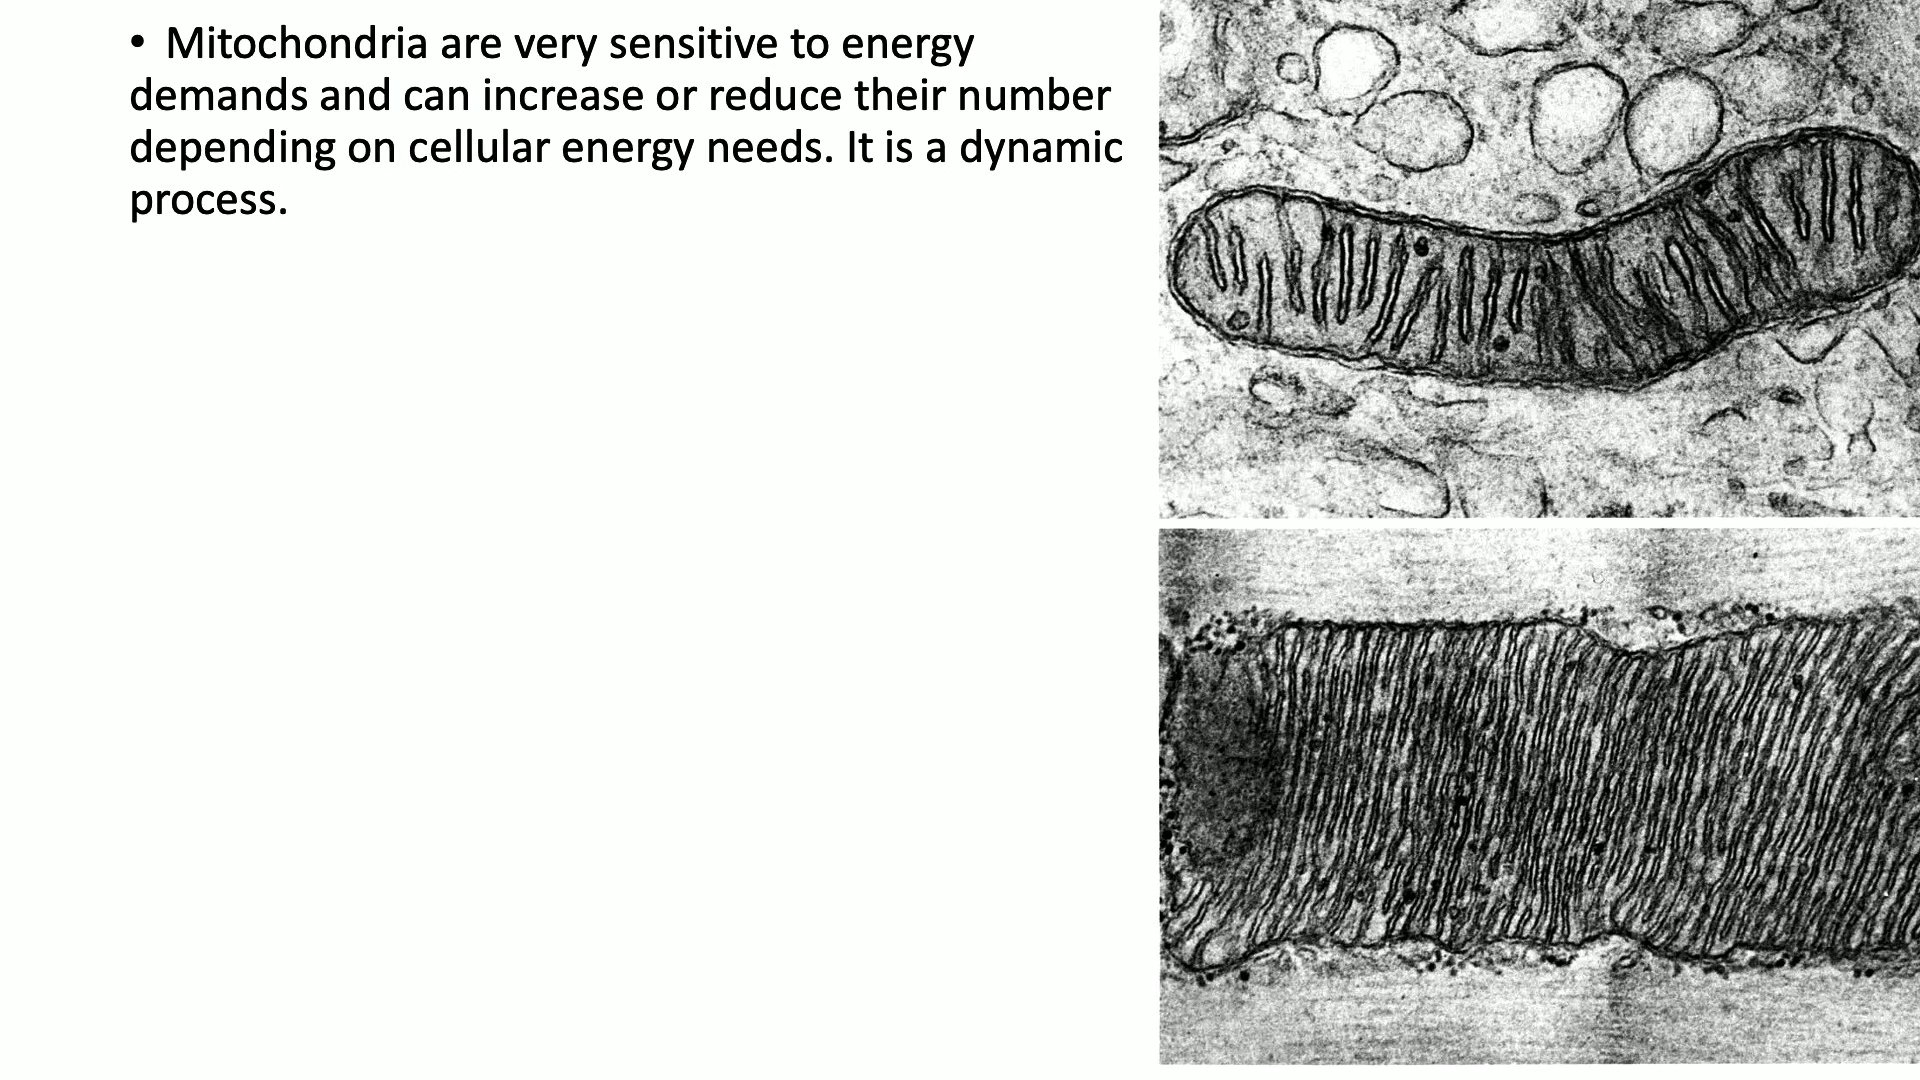 • Mitochondria are very sensitive to energy
demands and can increase or reduce their number
depending on cellular energy needs. It is a dynamic
process.